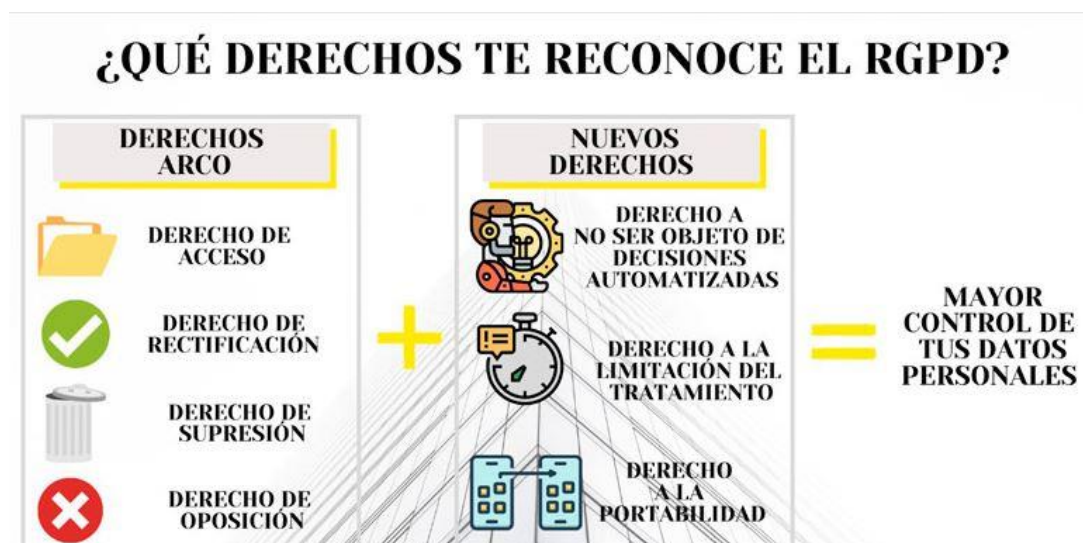 ¿QUÉ DERECHOS TE RECONOCE EL RGPD?
DERECHOS
ARCO
DERECHO DE
ACCESO
DERECHO DE
RECTIFICACIÓN
DERECHO DE
SUPRESIÓN
DERECHO DE
OPOSICIÓN
NUEVOS
DERECHOS
DERECHO A
NO SER OBJETO DE
DECISIONES
AUTOMATIZADAS
DERECHO A LA
LIMITACIÓN DEL
TRATAMIENTO
DERECHO
A LA
PORTABILIDAD
MAYOR
CONTROL DE
TUS DATOS
PERSONALES